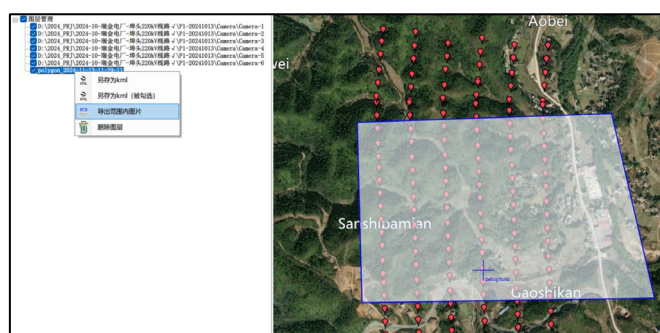 图层管理
D:\2024_PRJ\2024-10-瑞金电厂-埠头220kV线路√\P1-20241013\Camera\Camera-1
D:\2024_PRJ\2024-10-瑞金电厂-埠头220kV线路√\P1-20241013\Camera\Camera-2
D:\2024_PRJ\2024-10-瑞金电厂-埠头220kV线路√\P1-20241013\Camera\Camera-3
D:\2024_PRJ\2024-10-瑞金电厂-埠头220kV线路√\P1-20241013\Camera\Camera-4
D:\2024_PRJ\2024-10-瑞金电厂-埠头220kV线路√\P1-20241013\Camera\Camera-5
D:\2024_PRJ\2024-10-瑞金电厂-埠头220kV线路√\P1-20241013\Camera\Camera-6
另存为kml
另存为kml（被勾选）
导出范围内图片
删除图层
Aobei
vei
Sanshibamian
Gaoshikan